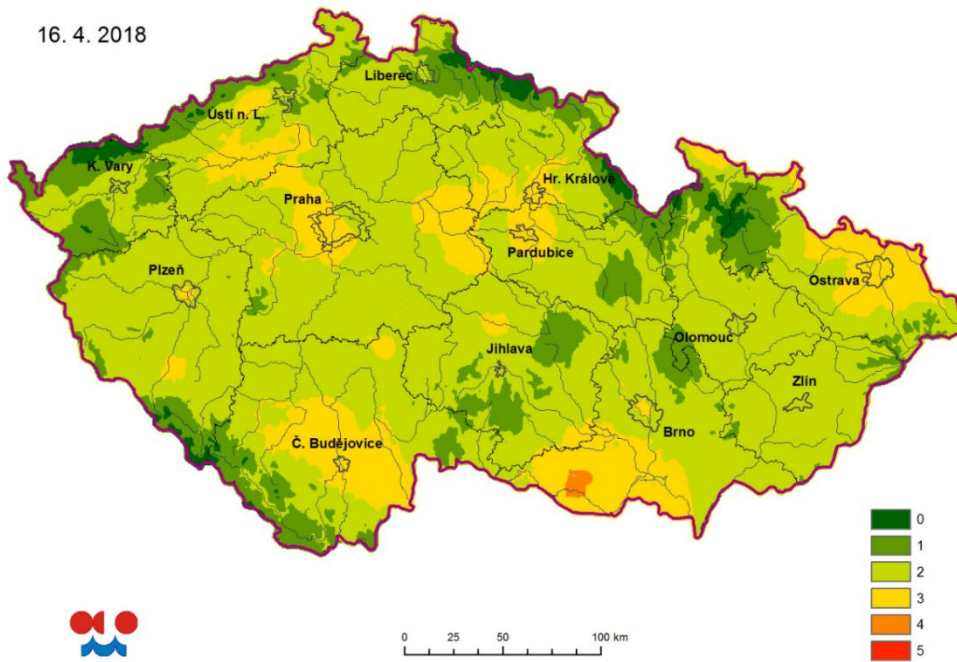 16. 4. 2018
Liberec
Ústí n. L.
K. Vary
Hr. Králové
Praha
Pardubice
Plzeň
Ostrava
Olomouc
Jihlava
Zlín
Brno
Č. Budějovice
0
1
2
3
4
5
0 25 50 100 km